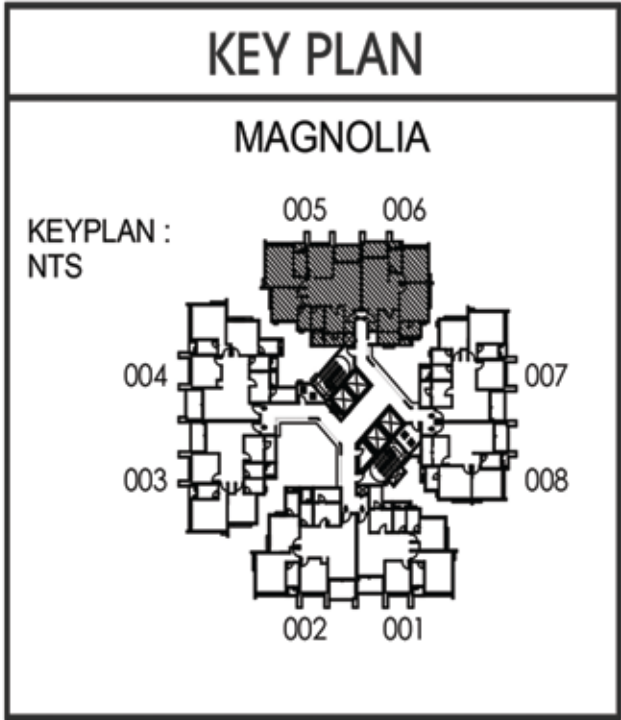 KEY PLAN
MAGNOLIA
KEYPLAN :
NTS
005 006
004 007
003 008
002 001